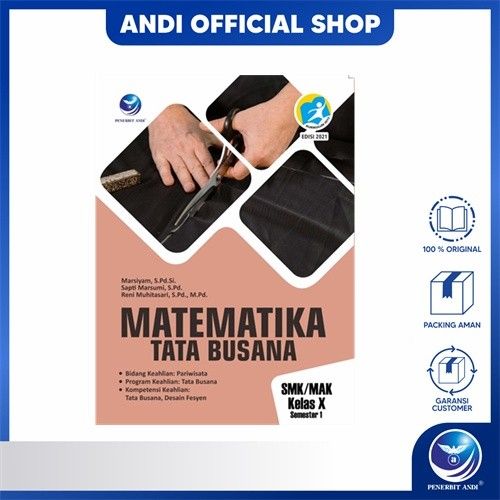 ANDI OFFICIAL SHOP
PENERBIT ANDI
EDISI 2021
Marsiyam, S.Pd.Si.
Sapti Marsumi, S.Pd.
Reni Muhitasari, S.Pd., M.Pd.
MATEMATIKA
TATA BUSANA
• Bidang Keahlian: Pariwisata
• Program Keahlian: Tata Busana
• Kompetensi Keahlian:
Tata Busana, Desain Fesyen
SMK/MAK
Kelas X
Semester 1
100 % ORIGINAL
PACKING AMAN
GARANSI
CUSTOMER
a
PENERBIT ANDI®